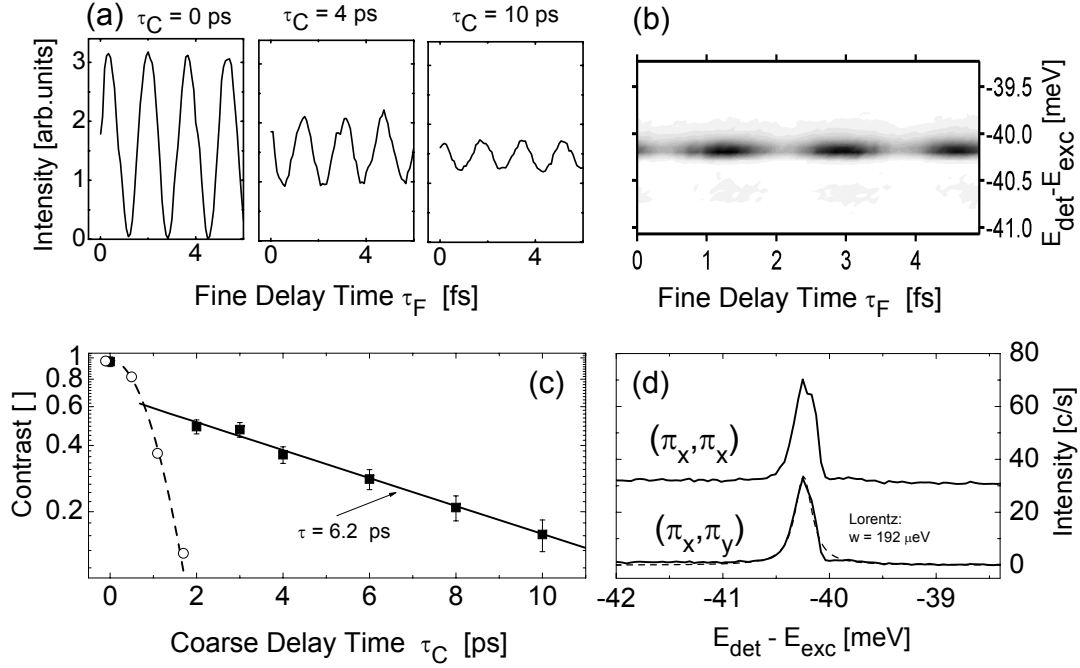 (a)
τC = 0 ps
τC = 4 ps
τC = 10 ps
3
2
1
0
Intensity [arb.units]
0 4
0 4
0 4
Fine Delay Time τF [fs]
(b)
-39.5
-40.0
-40.5
-41.0
Edet-Eexc [meV]
0 1 2 3 4
Fine Delay Time τF [fs]
(c)
1
0.8
0.6
0.4
0.2
Contrast [ ]
τ = 6.2 ps
0 2 4 6 8 10
Coarse Delay Time τC [ps]
(d)
80
60
40
20
0
Intensity [c/s]
(πx,πx)
(πx,πy)
Lorentz:
w = 192 μeV
-42 -41 -40 -39
Edet - Eexc [meV]